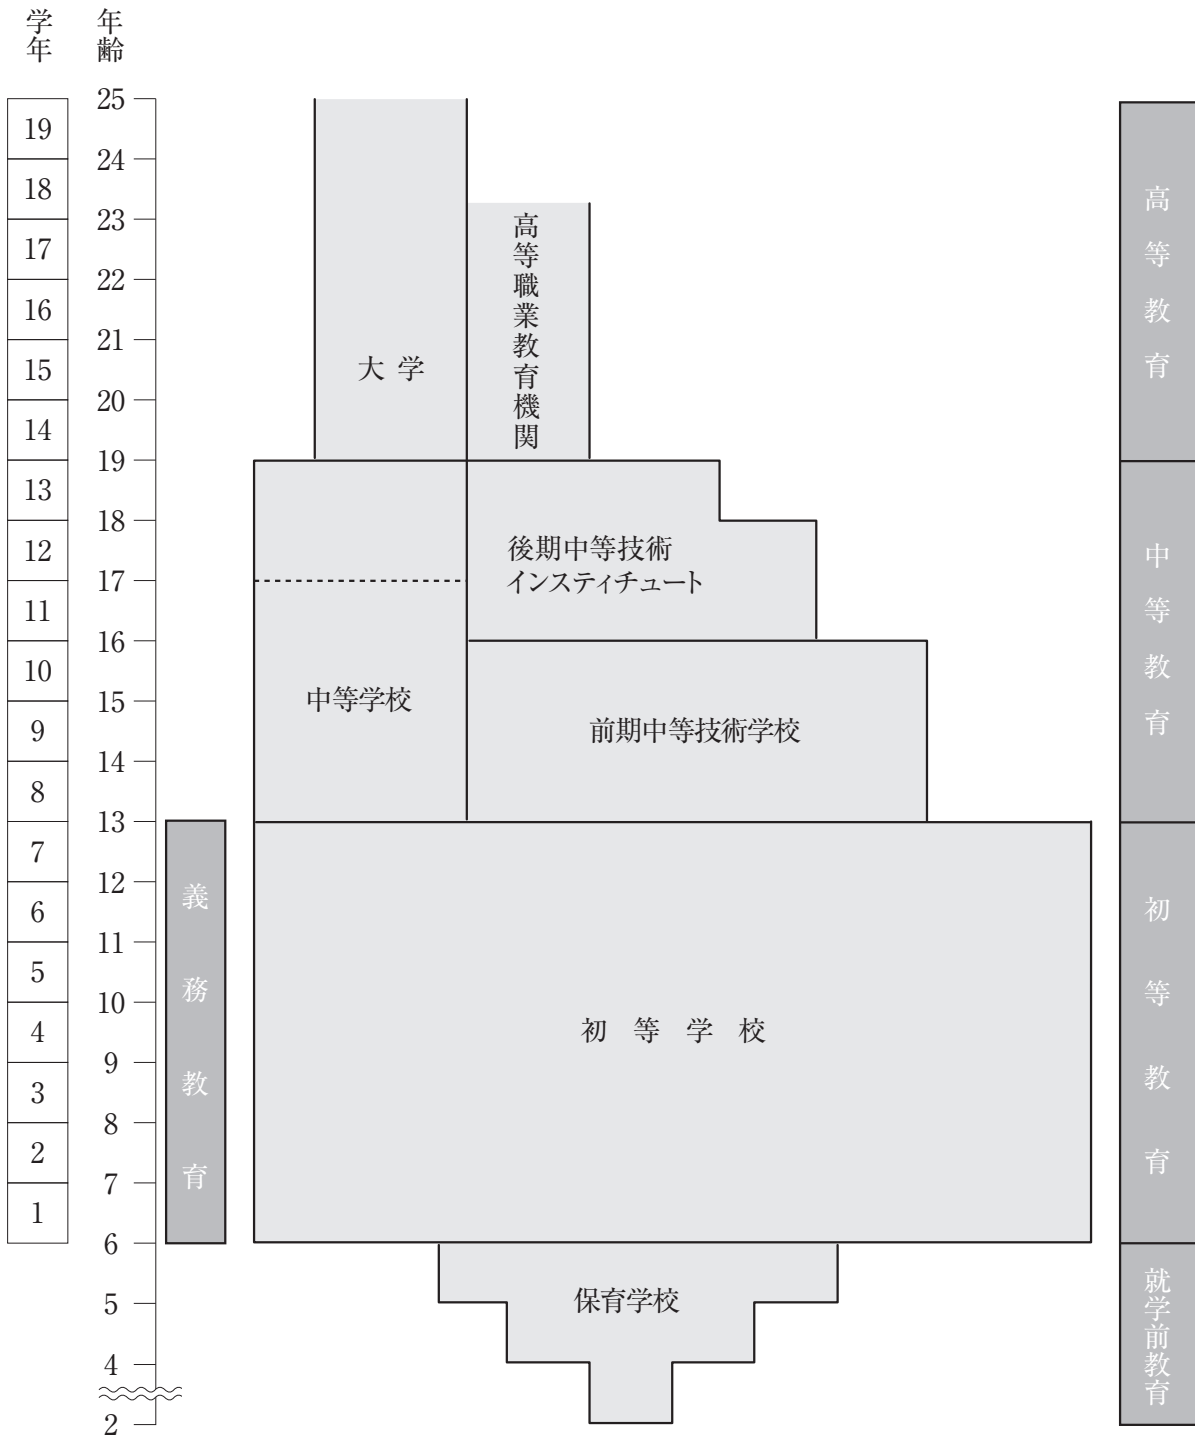 学年
年齢
19
18
17
16
15
14
13
12
11
10
9
8
7
6
5
4
3
2
1
25
24
23
22
21
20
19
18
17
16
15
14
13
12
11
10
9
8
7
6
5
4
2
義務教育
大学
高等職業教育機関
後期中等技術
インスティチュート
中等学校
前期中等技術学校
初等学校
保育学校
高等教育
中等教育
初等教育
就学前教育